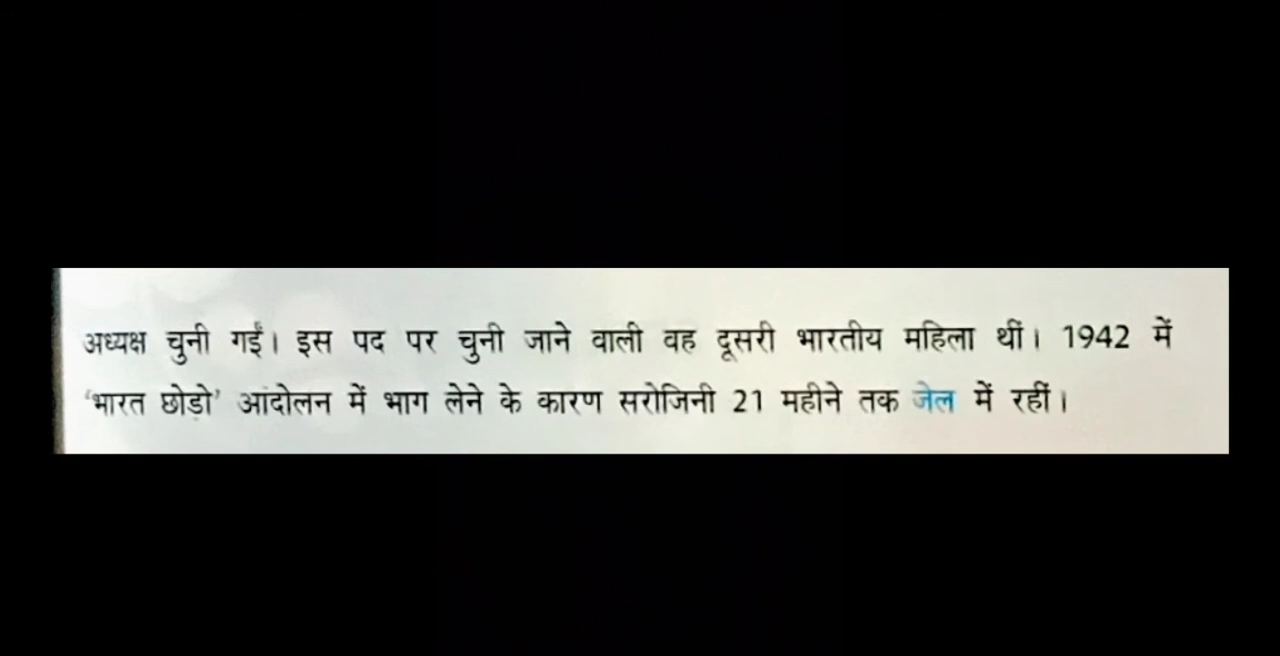 अध्यक्ष चुनी गईं। इस पद पर चुनी जाने वाली वह दूसरी भारतीय महिला थीं। 1942 में
‘भारत छोड़ो’ आंदोलन में भाग लेने के कारण सरोजिनी 21 महीने तक जेल में रहीं।